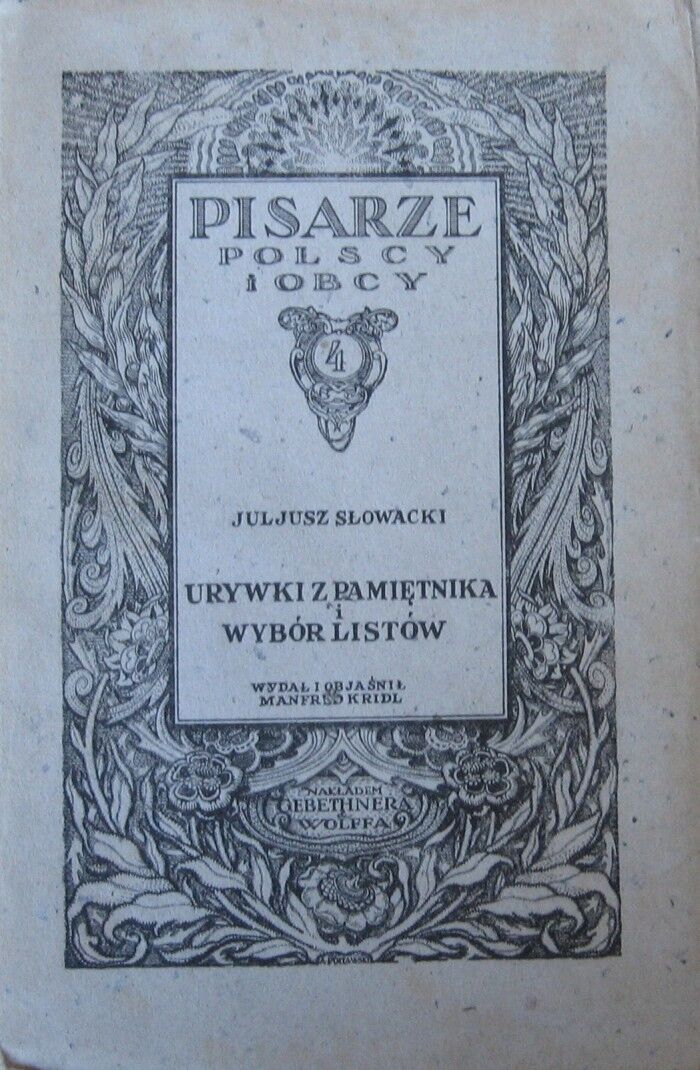 PISARZE
POLSCY
i OBCY
4
JULJUSZ SŁOWACKI
URYWKI Z PAMIĘTNIKA
i
WYBÓR LISTÓW
WYDAŁ I OBJAŚNIŁ
MANFRED KRIDL
NAKŁADEM
GEBETHNERA
i
WOLFFA